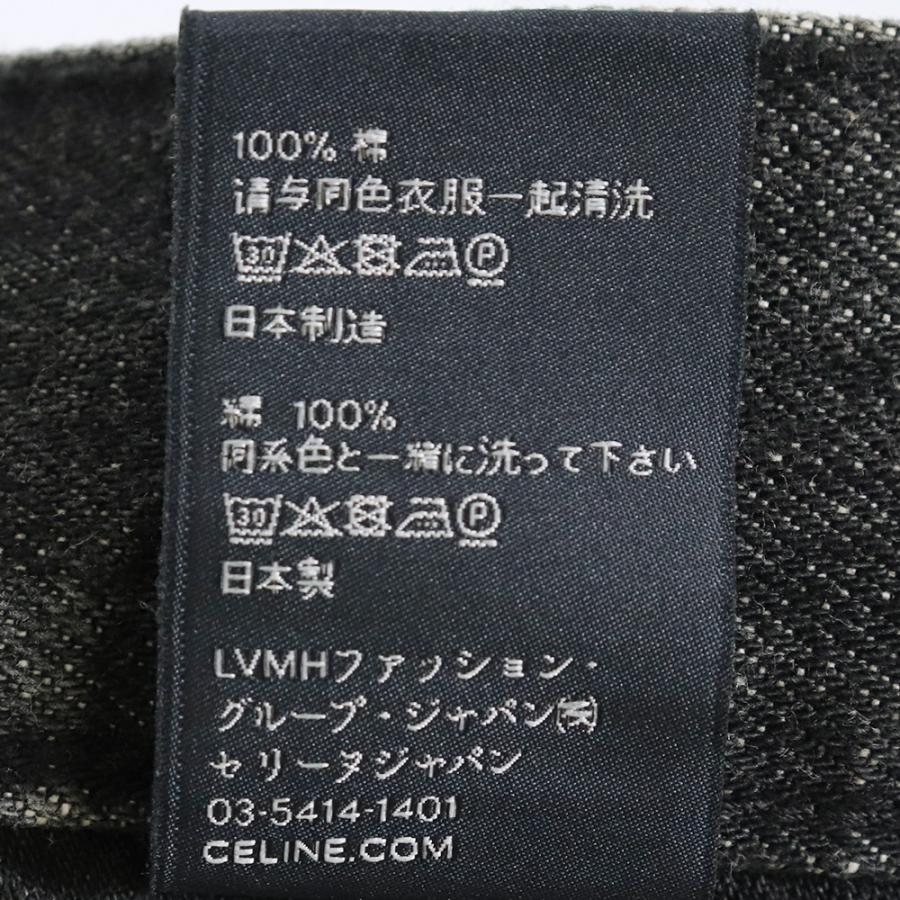 100% 棉
请与同色衣服一起清洗
30 P
日本制造
綿 100%
同系色と一緒に洗って下さい
30 P
日本製
LVMHファッション・
グループ・ジャパン㈱
セリーヌジャパン
03-5414-1401
CELINE.COM